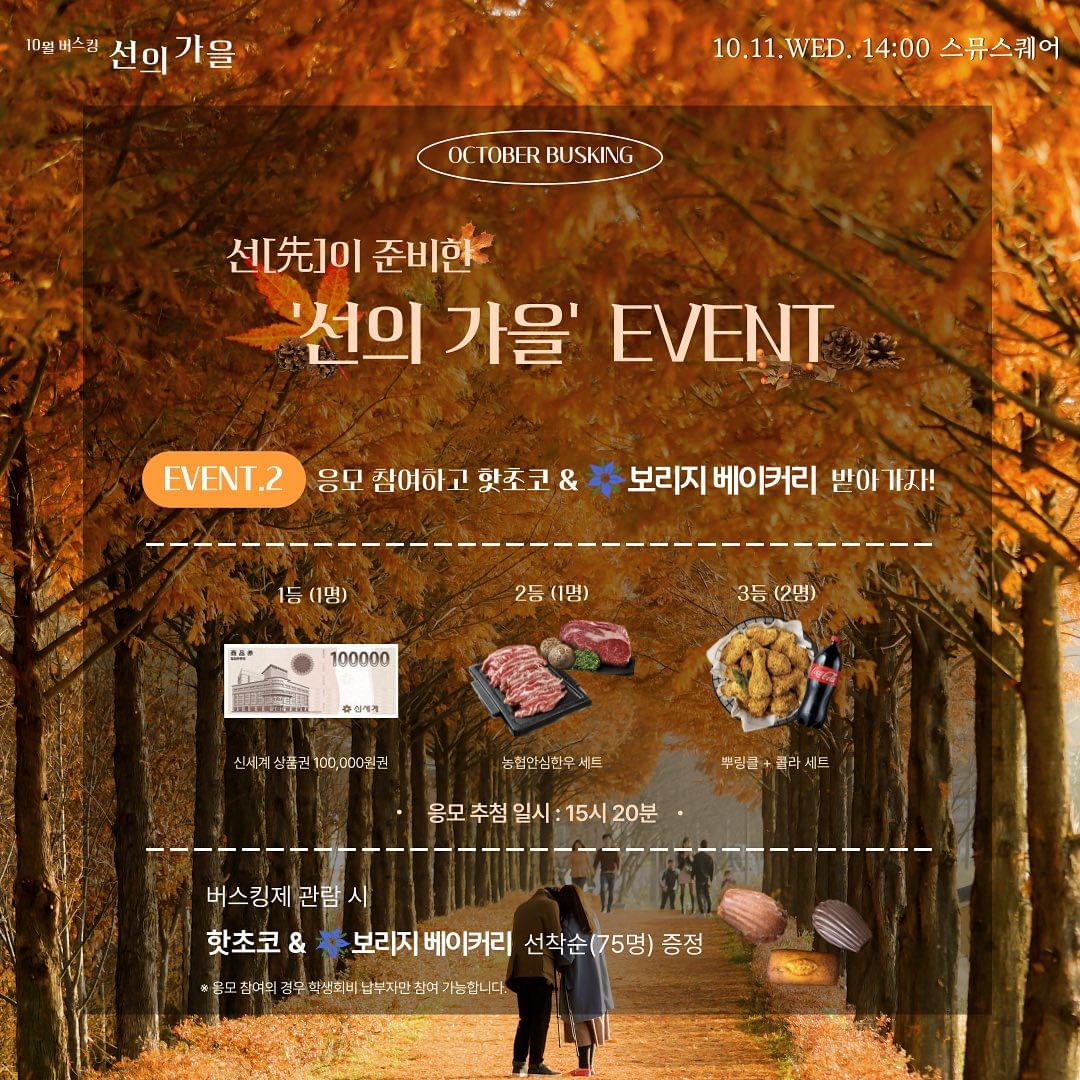 10월 버스킹 선의 가을
10.11.WED. 14:00 스뮤스퀘어
OCTOBER BUSKING
선[先]이 준비한
'선의 가을' EVENT
EVENT.2 응모 참여하고 핫초코 & 보리지 베이커리 받아가자!
1등 (1명)
2등 (1명)
3등 (2명)
商品券
100000
신세계
Coca-Cola
신세계 상품권 100,000원권
농협안심한우 세트
뿌링클 + 콜라 세트
• 응모 추첨 일시 : 15시 20분 •
버스킹제 관람 시
핫초코 & 보리지 베이커리 선착순(75명) 증정
※ 응모 참여의 경우 학생회비 납부자만 참여 가능합니다.